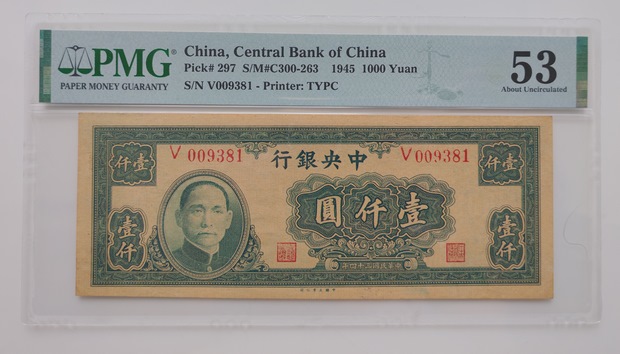 PMG
PAPER MONEY GUARANTY
China, Central Bank of China
Pick# 297 S/M#C300-263 1945 1000 Yuan
S/N V009381 - Printer: TYPC
53
About Uncirculated
仟壹
V 009381
行銀央中
V 009381
仟壹
圓仟壹
壹仟
壹仟